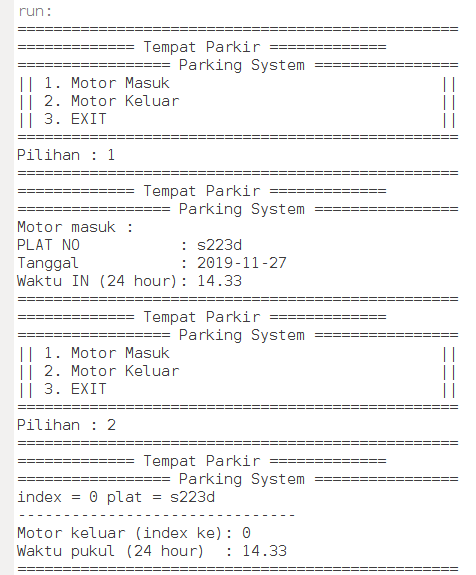 run:
=================================================
============= Tempat Parkir =============
================= Parking System ================
|| 1. Motor Masuk                              ||
|| 2. Motor Keluar                             ||
|| 3. EXIT                                     ||
=================================================
Pilihan : 1
=================================================
============= Tempat Parkir =============
================= Parking System ================
Motor masuk :
PLAT NO           : s223d
Tanggal           : 2019-11-27
Waktu IN (24 hour): 14.33
=================================================
============= Tempat Parkir =============
================= Parking System ================
|| 1. Motor Masuk                              ||
|| 2. Motor Keluar                             ||
|| 3. EXIT                                     ||
=================================================
Pilihan : 2
=================================================
============= Tempat Parkir =============
================= Parking System ================
index = 0 plat = s223d
-------------------------------
Motor keluar (index ke): 0
Waktu pukul (24 hour)  : 14.33
=================================================